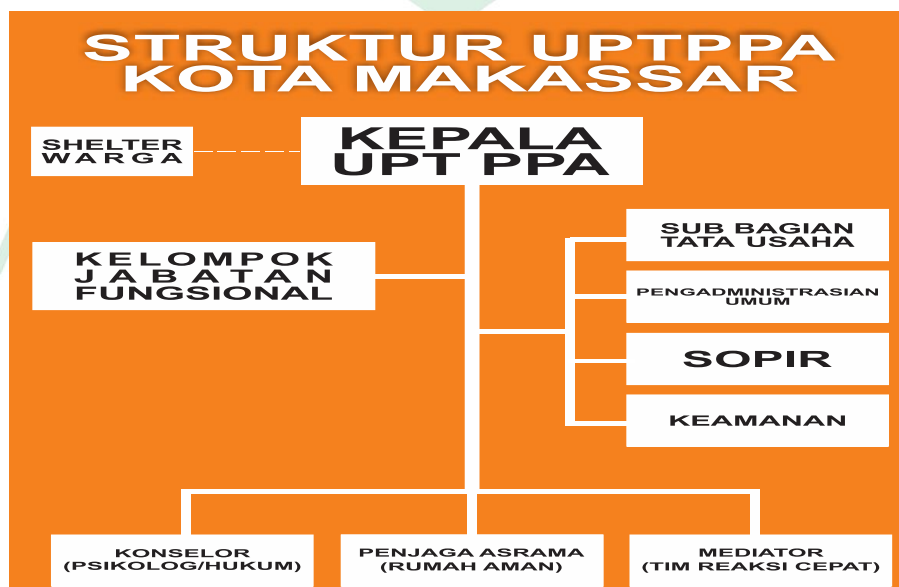 STRUKTUR UPTPPA
KOTA MAKASSAR
SHELTER
WARGA
KEPALA
UPT PPA
KELOMPOK
JABATAN
FUNGSIONAL
SUB BAGIAN
TATA USAHA
PENGADMINISTRASIAN
UMUM
SOPIR
KEAMANAN
KONSELOR
(PSIKOLOG/HUKUM)
PENJAGA ASRAMA
(RUMAH AMAN)
MEDIATOR
(TIM REAKSI CEPAT)